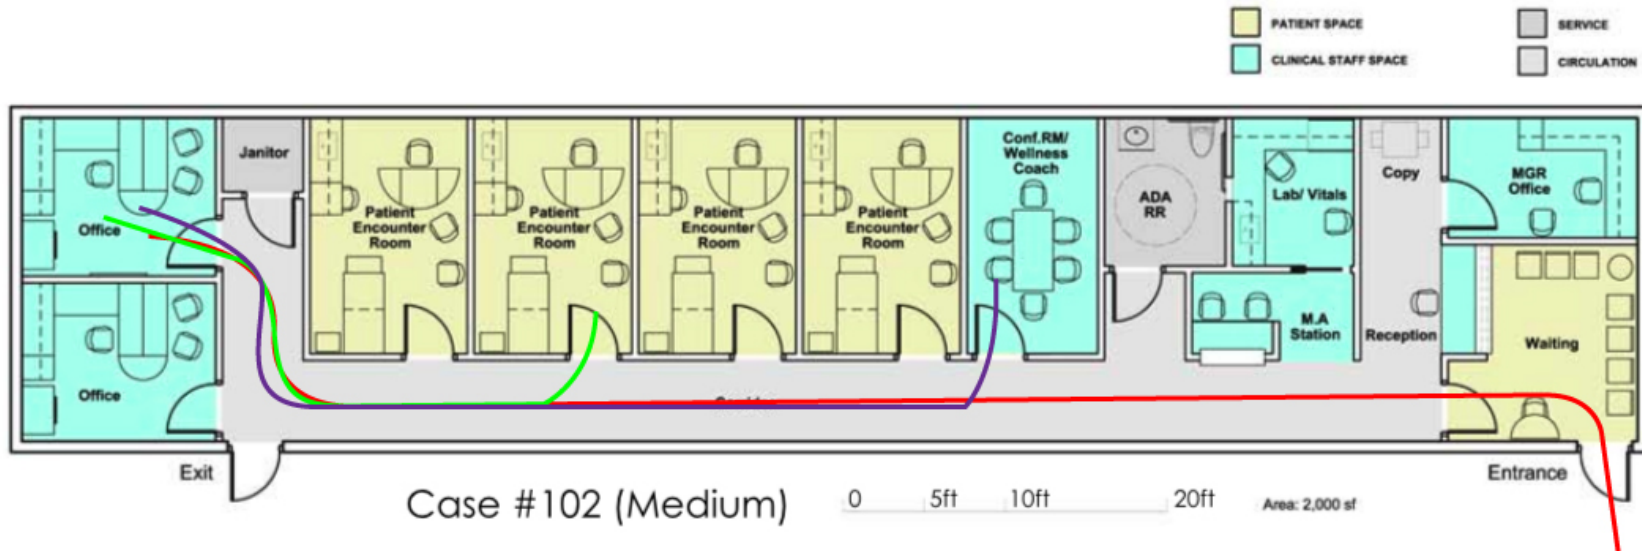 PATIENT SPACE
SERVICE
CLINICAL STAFF SPACE
CIRCULATION
Janitor
Conf.RM/
Wellness
Coach
Copy
MGR
Office
Lab/ Vitals
ADA
RR
Office
Patient
Encounter
Room
Patient
Encounter
Room
Patient
Encounter
Room
Patient
Encounter
Room
M.A
Station
Reception
Waiting
Office
Exit
Entrance
Case #102 (Medium)
0 5ft 10ft 20ft
Area: 2,000 sf